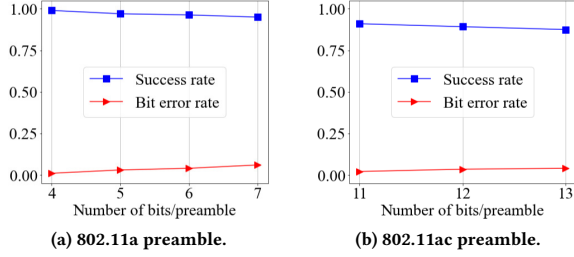 1.00
0.75
0.50
0.25
0.00
Success rate
Bit error rate
4 5 6 7
Number of bits/preamble
(a) 802.11a preamble.
1.00
0.75
0.50
0.25
0.00
Success rate
Bit error rate
11 12 13
Number of bits/preamble
(b) 802.11ac preamble.